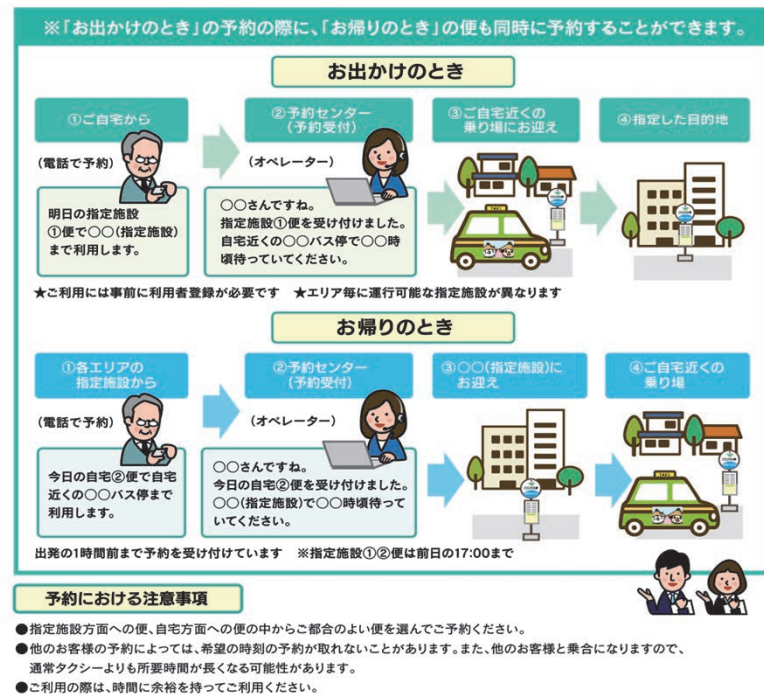 ※「お出かけのとき」の予約の際に、「お帰りのとき」の便も同時に予約することができます。
お出かけのとき
①ご自宅から
②予約センター
(予約受付)
③ご自宅近くの
乗り場にお迎え
④指定した目的地
(電話で予約)
(オペレーター)
明日の指定施設
①便で○○(指定施設)
まで利用します。
○○さんですね。
指定施設①便を受け付けました。
自宅近くの○○バス停で○○時
頃待っていてください。
TAXI
★ご利用には事前に利用者登録が必要です ★エリア毎に運行可能な指定施設が異なります
お帰りのとき
①各エリアの
指定施設から
②予約センター
(予約受付)
③○○(指定施設)に
お迎え
④ご自宅近くの
乗り場
(電話で予約)
(オペレーター)
今日の自宅②便で自宅
近くの○○バス停まで
利用します。
○○さんですね。
今日の自宅②便を受け付けました。
○○(指定施設)で○○時頃待って
いてください。
TAXI
出発の1時間前まで予約を受け付けています ※指定施設①②便は前日の17:00まで
予約における注意事項
●指定施設方面への便、自宅方面への便の中からご都合のよい便を選んでご予約ください。
●他のお客様の予約によっては、希望の時刻の予約が取れないことがあります。また、他のお客様と乗合になりますので、
通常タクシーよりも所要時間が長くなる可能性があります。
●ご利用の際は、時間に余裕を持ってご利用ください。